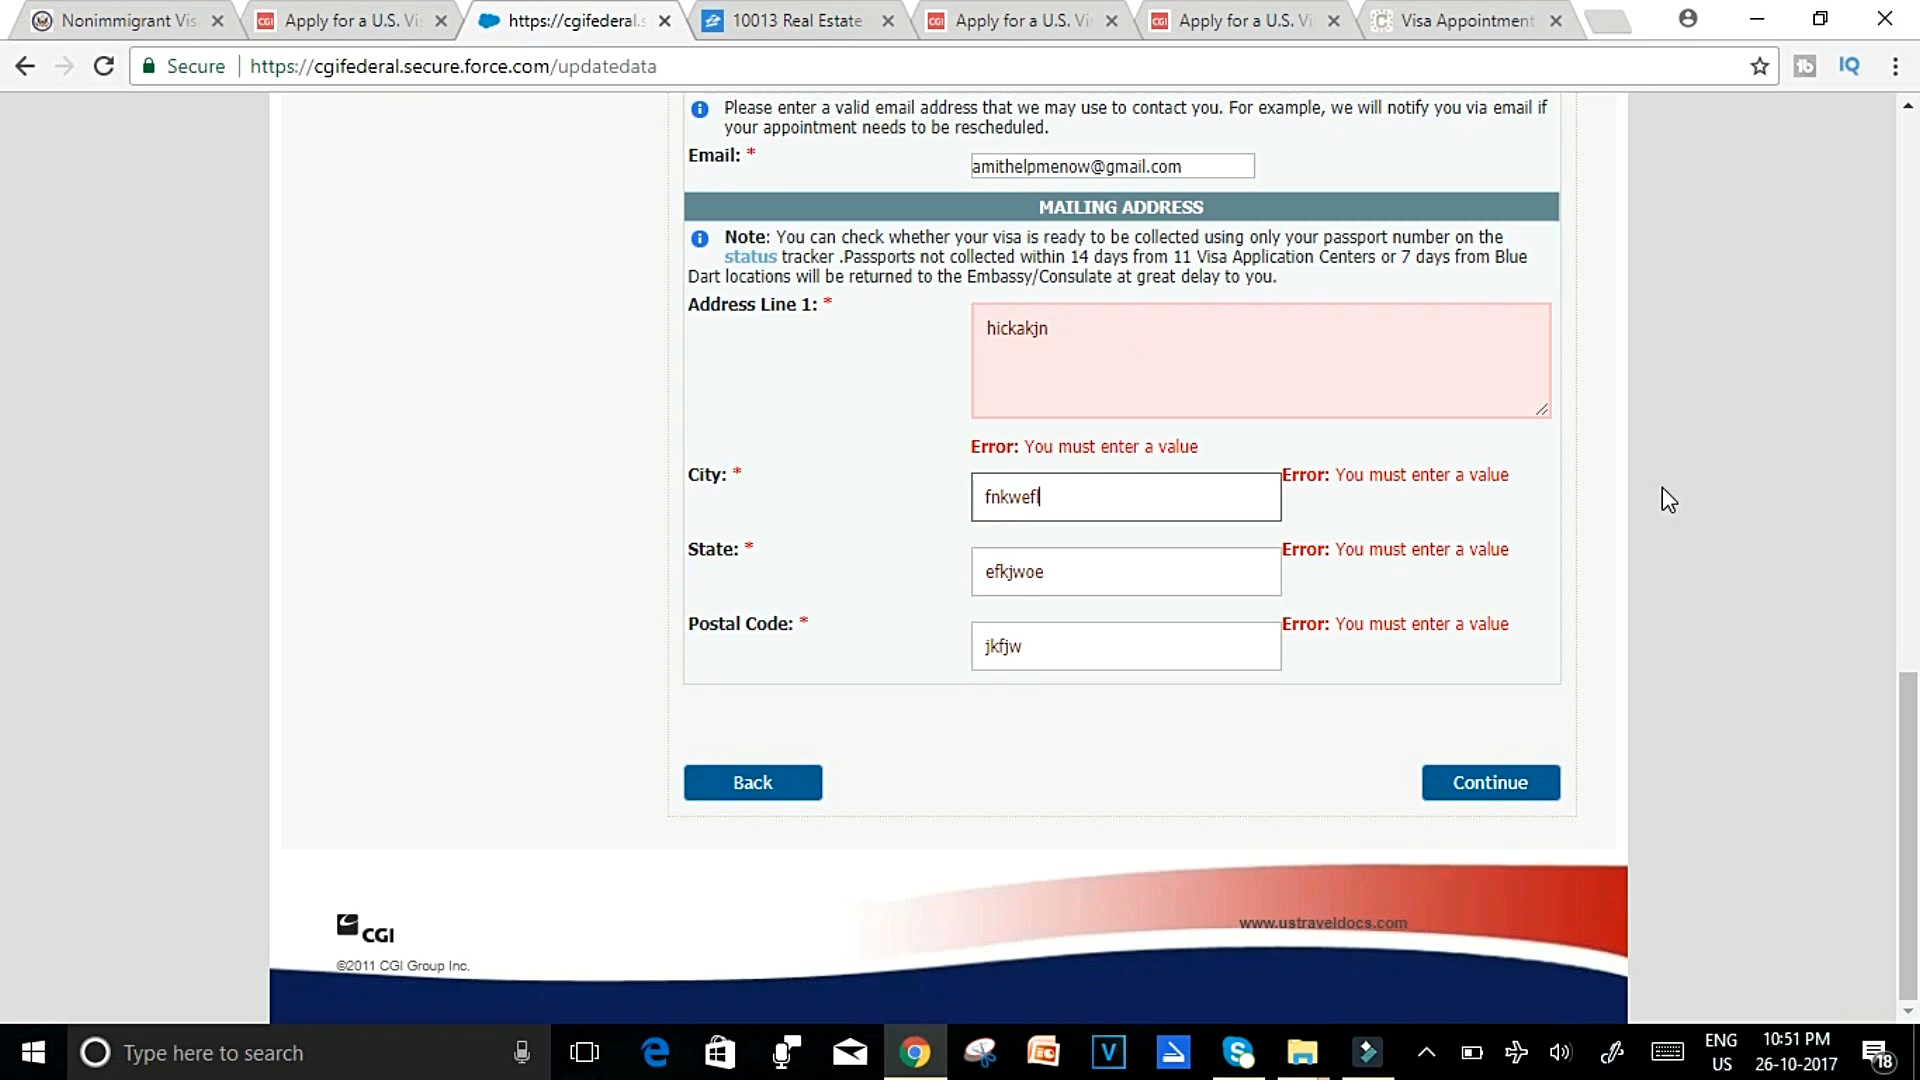 Nonimmigrant Vis
Apply for a U.S. Vi
https://cgifederal.s
10013 Real Estate
Apply for a U.S. Vi
Apply for a U.S. Vi
Visa Appointment
Secure
https://cgifederal.secure.force.com/updatedata
IQ
Please enter a valid email address that we may use to contact you. For example, we will notify you via email if
your appointment needs to be rescheduled.
Email: *
amithelpmenow@gmail.com
MAILING ADDRESS
Note: You can check whether your visa is ready to be collected using only your passport number on the
status tracker .Passports not collected within 14 days from 11 Visa Application Centers or 7 days from Blue
Dart locations will be returned to the Embassy/Consulate at great delay to you.
Address Line 1: *
hickakjn
Error: You must enter a value
City: *
fnkwefl
Error: You must enter a value
State: *
efkjwoe
Error: You must enter a value
Postal Code: *
jkfjw
Error: You must enter a value
Back
Continue
CGI
©2011 CGI Group Inc.
www.ustraveldocs.com
Type here to search
ENG
US
10:51 PM
26-10-2017
18